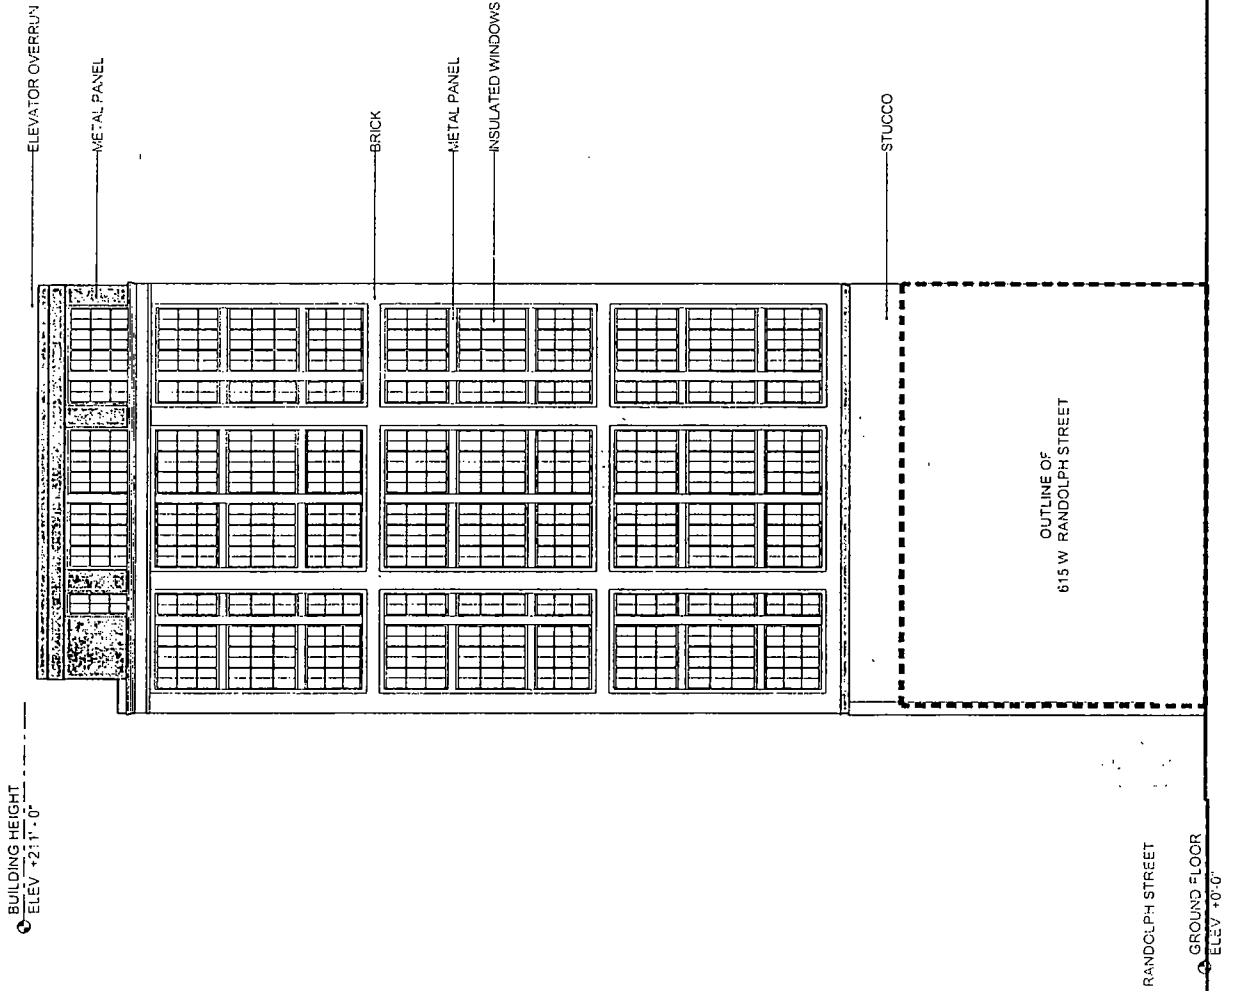 ELEVATOR OVERRUN
METAL PANEL
BRICK
METAL PANEL
INSULATED WINDOWS
STUCCO
OUTLINE OF
615 W RANDOLPH STREET
BUILDING HEIGHT
ELEV +211'-0"
RANDOLPH STREET
GROUND FLOOR
ELEV +0'-0"